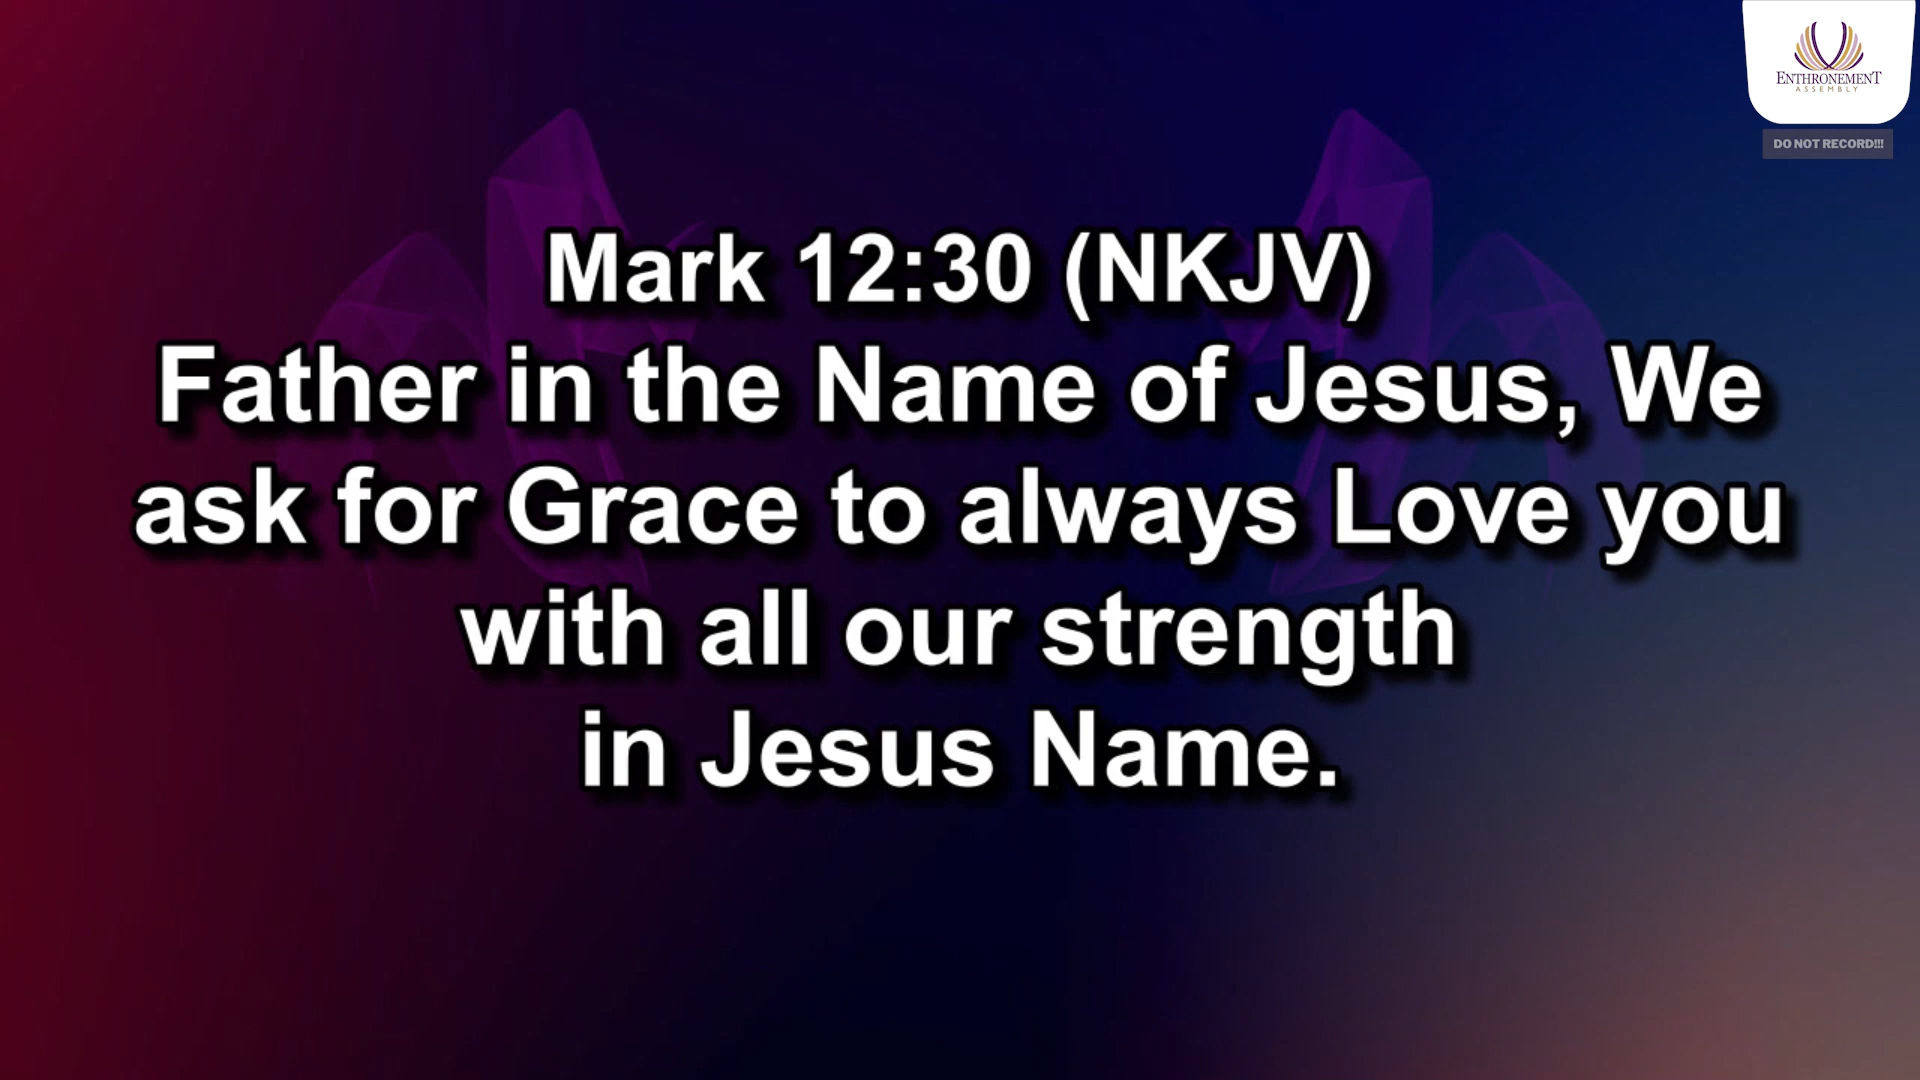 ENTHRONEMENT
ASSEMBLY
DO NOT RECORD!!!
Mark 12:30 (NKJV)
Father in the Name of Jesus, We
ask for Grace to always Love you
with all our strength
in Jesus Name.